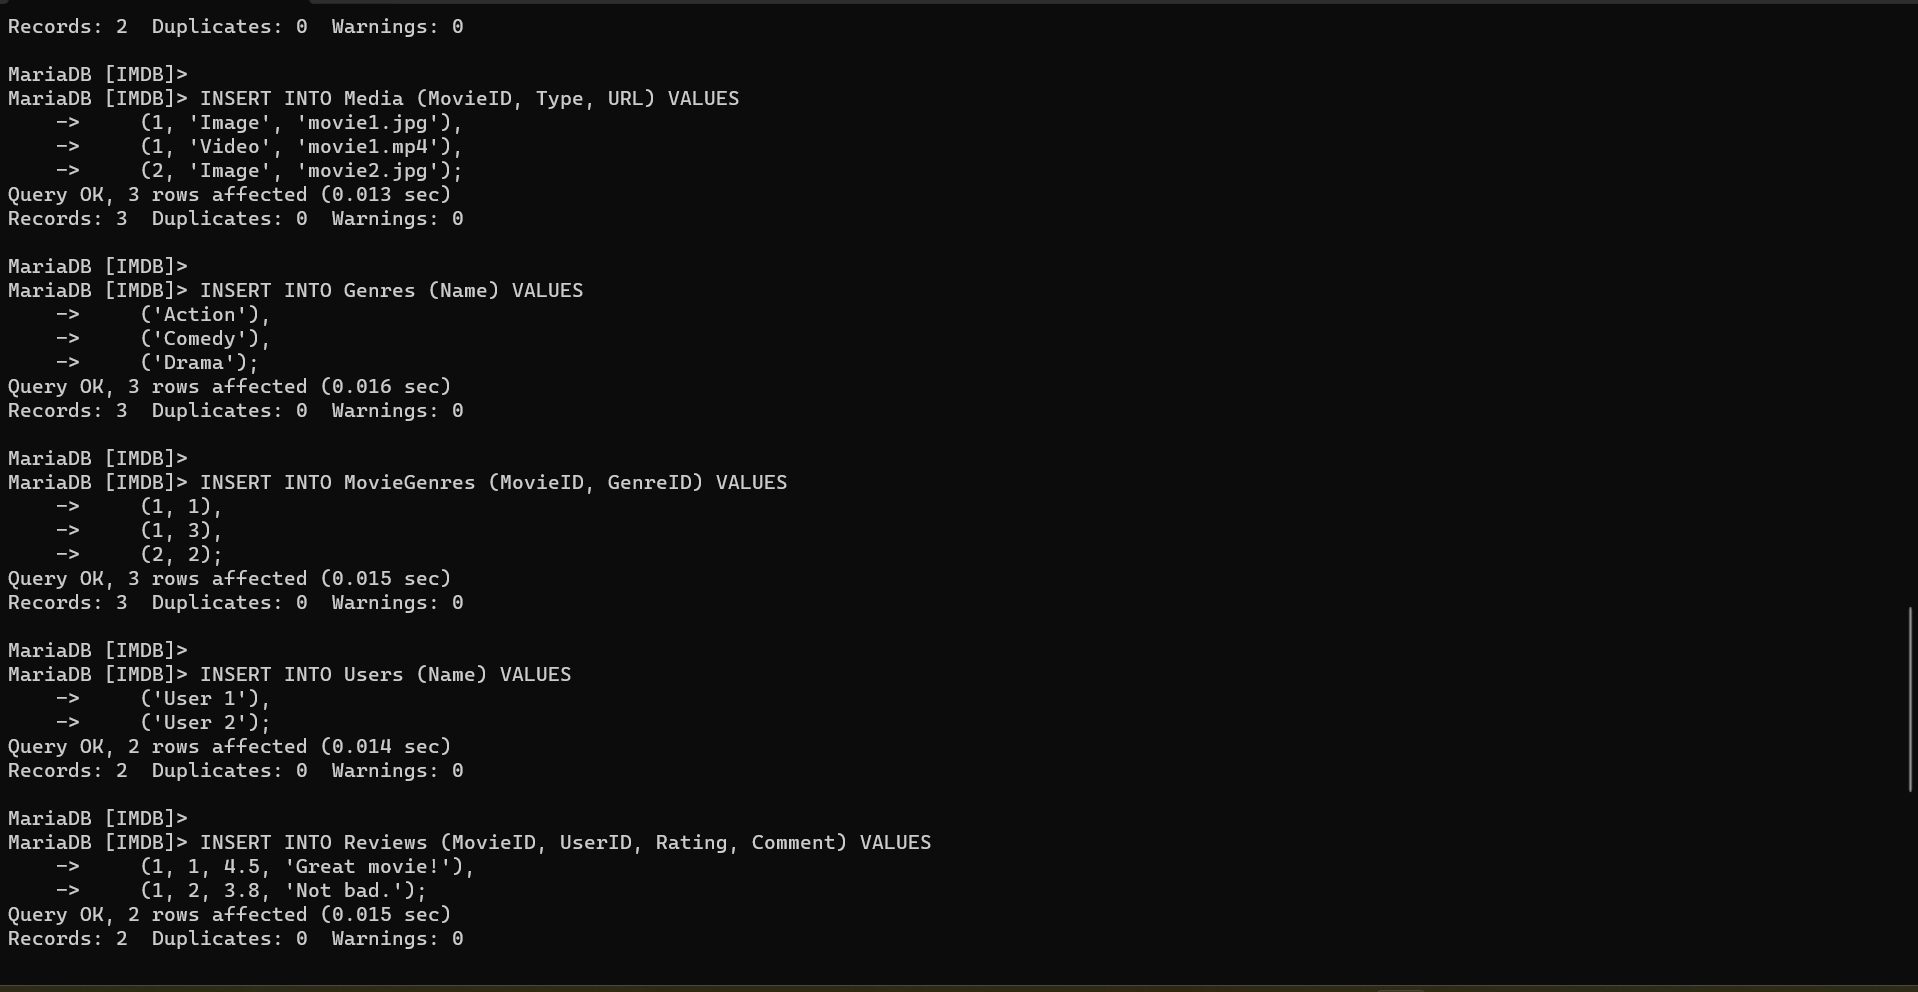 Records: 2  Duplicates: 0  Warnings: 0
MariaDB [IMDB]>
MariaDB [IMDB]> INSERT INTO Media (MovieID, Type, URL) VALUES
    ->     (1, 'Image', 'movie1.jpg'),
    ->     (1, 'Video', 'movie1.mp4'),
    ->     (2, 'Image', 'movie2.jpg');
Query OK, 3 rows affected (0.013 sec)
Records: 3  Duplicates: 0  Warnings: 0
MariaDB [IMDB]>
MariaDB [IMDB]> INSERT INTO Genres (Name) VALUES
    ->     ('Action'),
    ->     ('Comedy'),
    ->     ('Drama');
Query OK, 3 rows affected (0.016 sec)
Records: 3  Duplicates: 0  Warnings: 0
MariaDB [IMDB]>
MariaDB [IMDB]> INSERT INTO MovieGenres (MovieID, GenreID) VALUES
    ->     (1, 1),
    ->     (1, 3),
    ->     (2, 2);
Query OK, 3 rows affected (0.015 sec)
Records: 3  Duplicates: 0  Warnings: 0
MariaDB [IMDB]>
MariaDB [IMDB]> INSERT INTO Users (Name) VALUES
    ->     ('User 1'),
    ->     ('User 2');
Query OK, 2 rows affected (0.014 sec)
Records: 2  Duplicates: 0  Warnings: 0
MariaDB [IMDB]>
MariaDB [IMDB]> INSERT INTO Reviews (MovieID, UserID, Rating, Comment) VALUES
    ->     (1, 1, 4.5, 'Great movie!'),
    ->     (1, 2, 3.8, 'Not bad.');
Query OK, 2 rows affected (0.015 sec)
Records: 2  Duplicates: 0  Warnings: 0